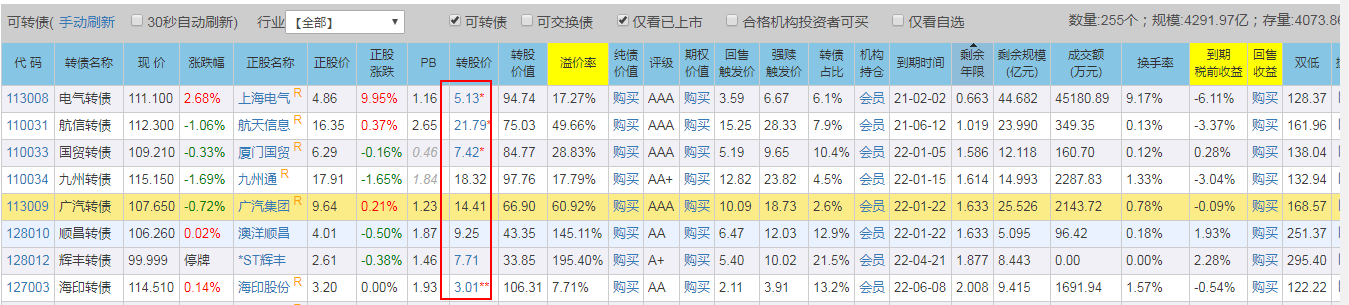 可转债( 手动刷新 30秒自动刷新) 行业 【全部】 可转债 可交换债 仅看已上市 合格机构投资者可买 仅看自选 数量:255个；规模:4291.97亿；存量:4073.86
代 码 转债名称 现 价 涨跌幅 正股名称 正股价 正股涨跌 PB 转股价 转股价值 溢价率 纯债价值 评级 期权价值 回售触发价 强赎触发价 转债占比 机构持仓 到期时间 剩余年限 剩余规模(亿元) 成交额(万元) 换手率 到期税前收益 回售收益 双低
113008 电气转债 111.100 2.68% 上海电气 R 4.86 9.95% 1.16 5.13* 94.74 17.27% 购买 AAA 购买 3.59 6.67 6.1% 会员 21-02-02 0.663 44.682 45180.89 9.17% -6.11% 购买 128.37
110031 航信转债 112.300 -1.06% 航天信息 R 16.35 0.37% 2.65 21.79* 75.03 49.66% 购买 AAA 购买 15.25 28.33 7.9% 会员 21-06-12 1.019 23.990 349.35 0.13% -3.37% 购买 161.96
110033 国贸转债 109.210 -0.33% 厦门国贸 R 6.29 -0.16% 0.46 7.42* 84.77 28.83% 购买 AAA 购买 5.19 9.65 10.4% 会员 22-01-05 1.586 12.118 160.70 0.12% 0.28% 购买 138.04
110034 九州转债 115.150 -1.69% 九州通 R 17.91 -1.65% 1.84 18.32 97.76 17.79% 购买 AA+ 购买 12.82 23.82 4.5% 会员 22-01-15 1.614 14.993 2287.83 1.33% -3.04% 购买 132.94
113009 广汽转债 107.650 -0.72% 广汽集团 R 9.64 0.21% 1.23 14.41 66.90 60.92% 购买 AAA 购买 10.09 18.73 2.6% 会员 22-01-22 1.633 25.526 2143.72 0.78% -0.09% 购买 168.57
128010 顺昌转债 106.260 0.02% 澳洋顺昌 4.01 -0.50% 1.87 9.25 43.35 145.11% 购买 AA 购买 6.47 12.03 12.9% 会员 22-01-22 1.633 5.095 96.42 0.18% 1.93% 购买 251.37
128012 辉丰转债 99.999 停牌 *ST辉丰 2.61 -0.38% 1.46 7.71 33.85 195.40% 购买 A+ 购买 5.40 10.02 21.5% 会员 22-04-21 1.877 8.443 0.00 0.00% 2.28% 购买 295.40
127003 海印转债 114.510 0.14% 海印股份 R 3.20 0.00% 1.93 3.01** 106.31 7.71% 购买 AA 购买 2.11 3.91 13.2% 会员 22-06-08 2.008 9.415 1691.94 1.57% -0.54% 购买 122.22